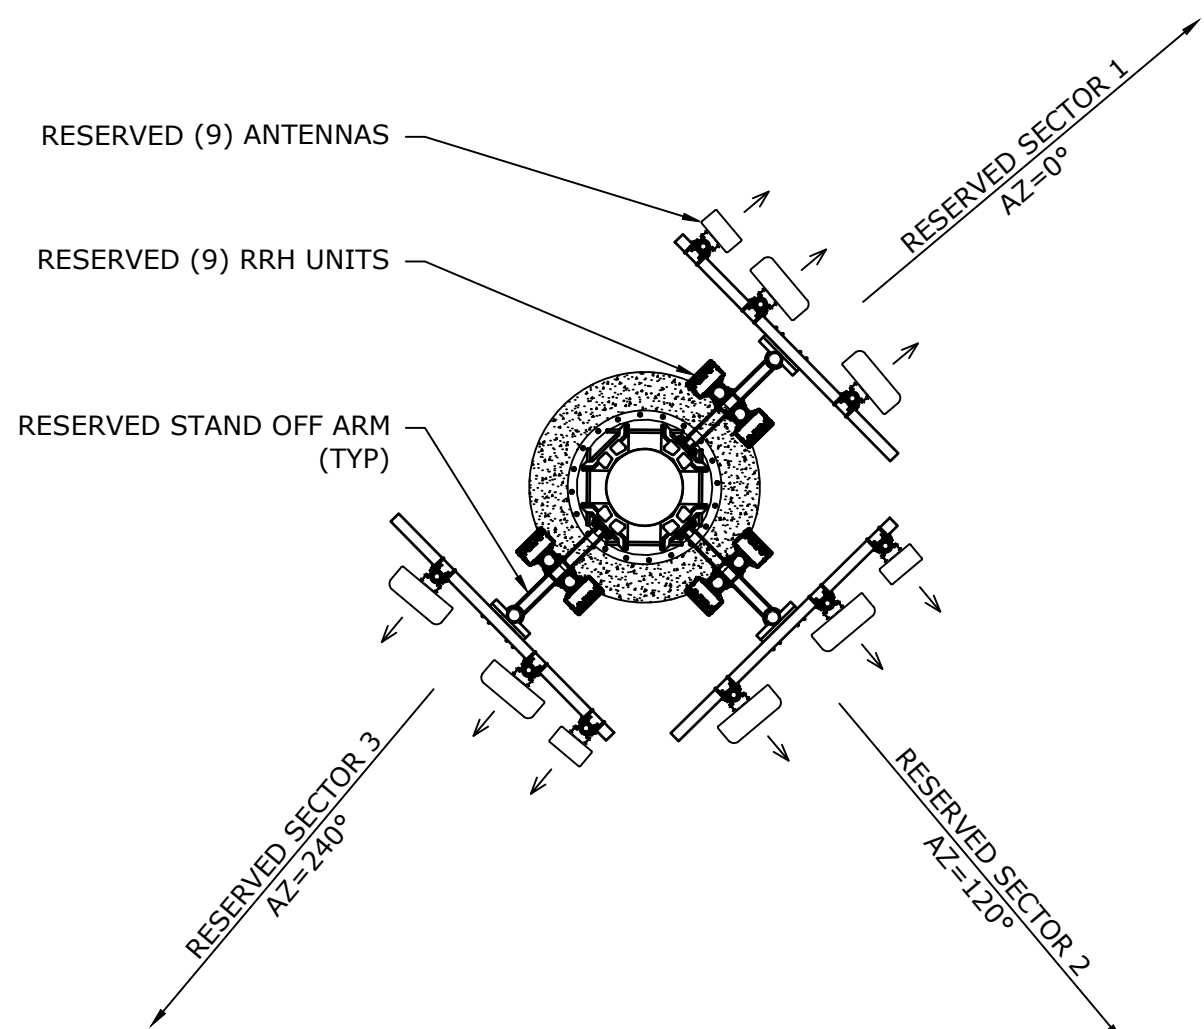 RESERVED SECTOR 1
AZ=0°
RESERVED (9) ANTENNAS
RESERVED (9) RRH UNITS
RESERVED STAND OFF ARM
(TYP)
RESERVED SECTOR 3
AZ=240°
RESERVED SECTOR 2
AZ=120°